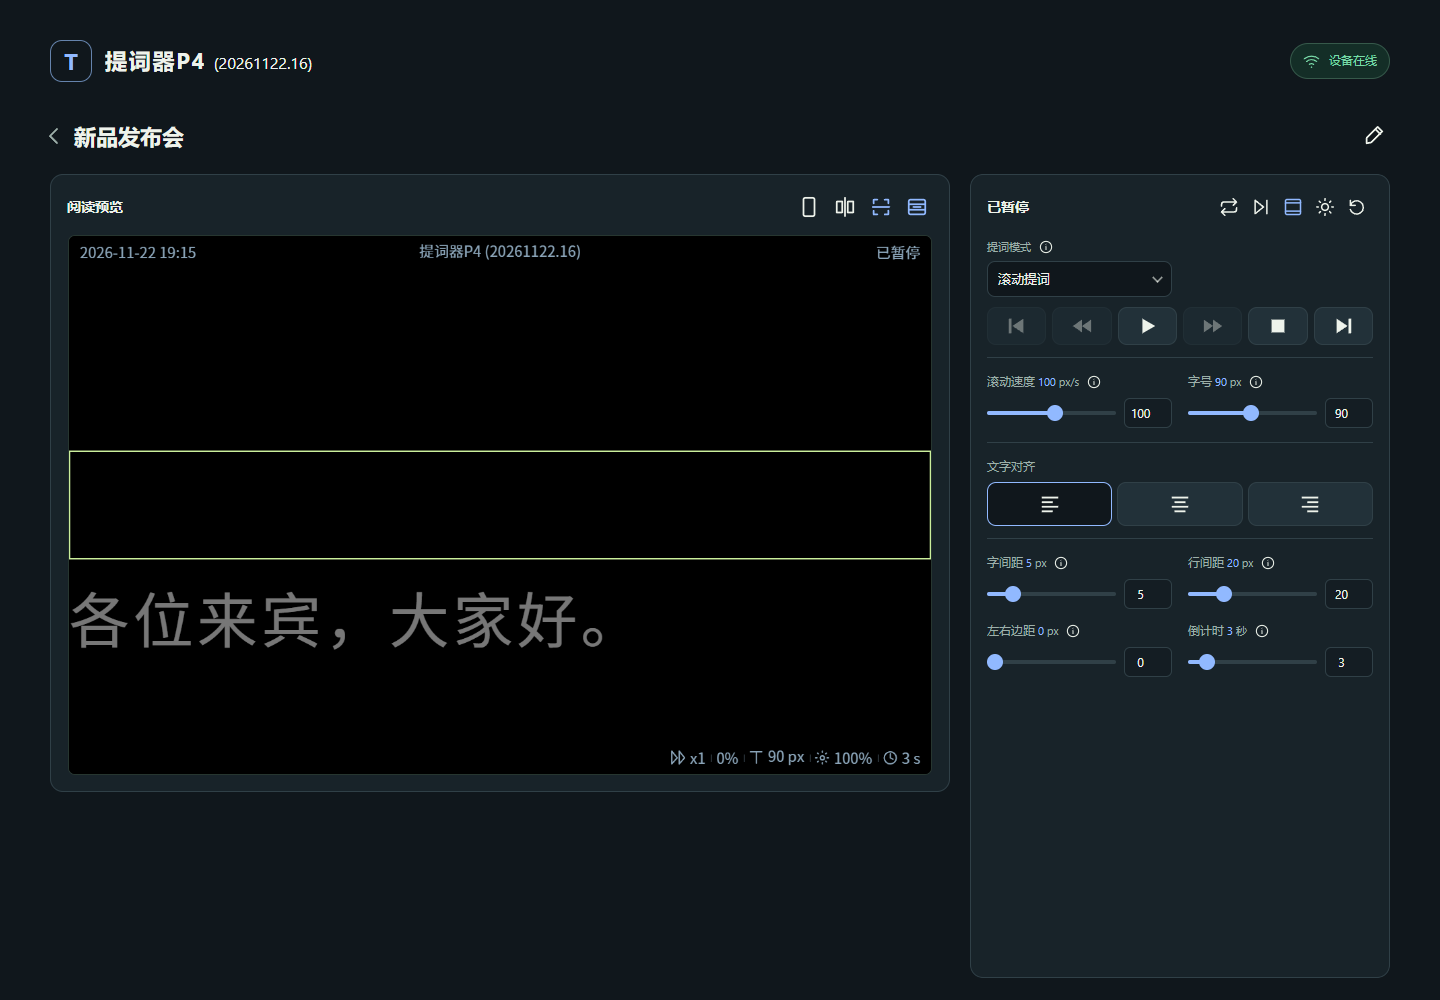 T 提词器P4 (20261122.16)
设备在线
新品发布会
阅读预览
2026-11-22 19:15
提词器P4 (20261122.16)
已暂停
各位来宾，大家好。
x1 0% 90 px 100% 3 s
已暂停
提词模式
滚动提词
滚动速度 100 px/s
100
字号 90 px
90
文字对齐
字间距 5 px
5
行间距 20 px
20
左右边距 0 px
0
倒计时 3 秒
3